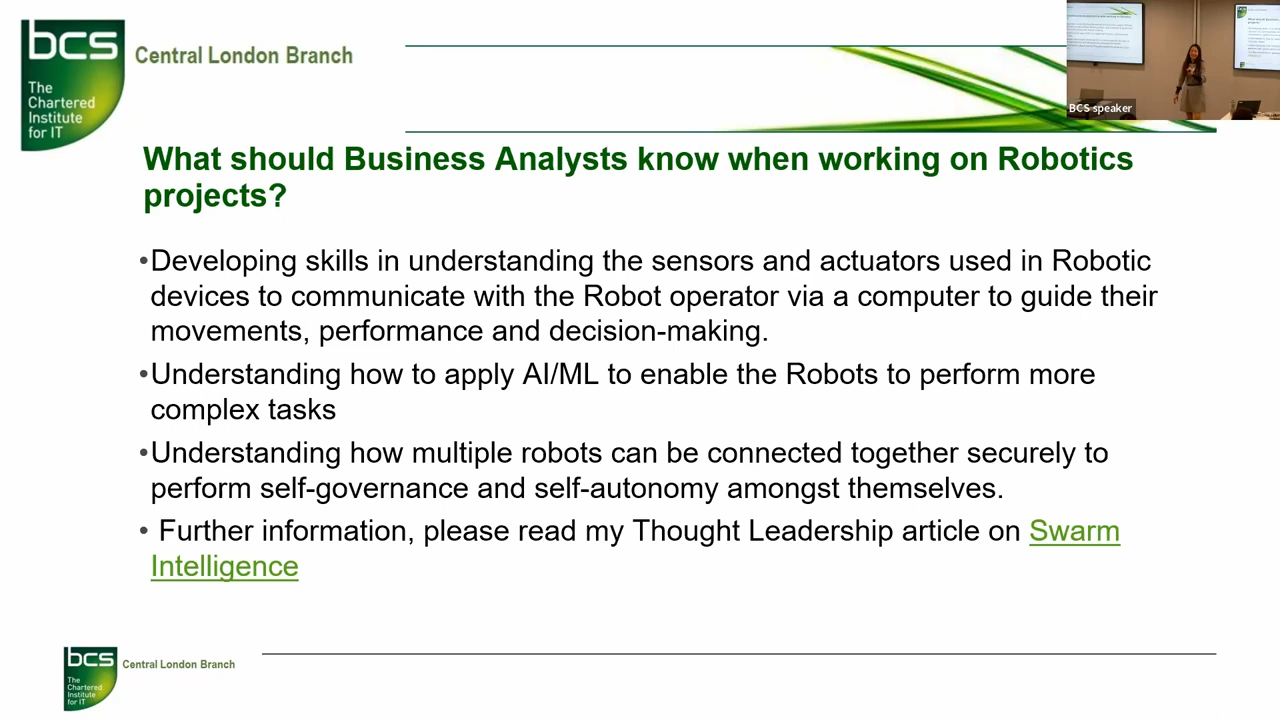 bcs
The
Chartered
Institute
for IT
Central London Branch
BCS speaker
What should Business Analysts know when working on Robotics
projects?
•Developing skills in understanding the sensors and actuators used in Robotic
devices to communicate with the Robot operator via a computer to guide their
movements, performance and decision-making.
•Understanding how to apply AI/ML to enable the Robots to perform more
complex tasks
•Understanding how multiple robots can be connected together securely to
perform self-governance and self-autonomy amongst themselves.
• Further information, please read my Thought Leadership article on Swarm
Intelligence
bcs
The
Chartered
Institute
for IT
Central London Branch